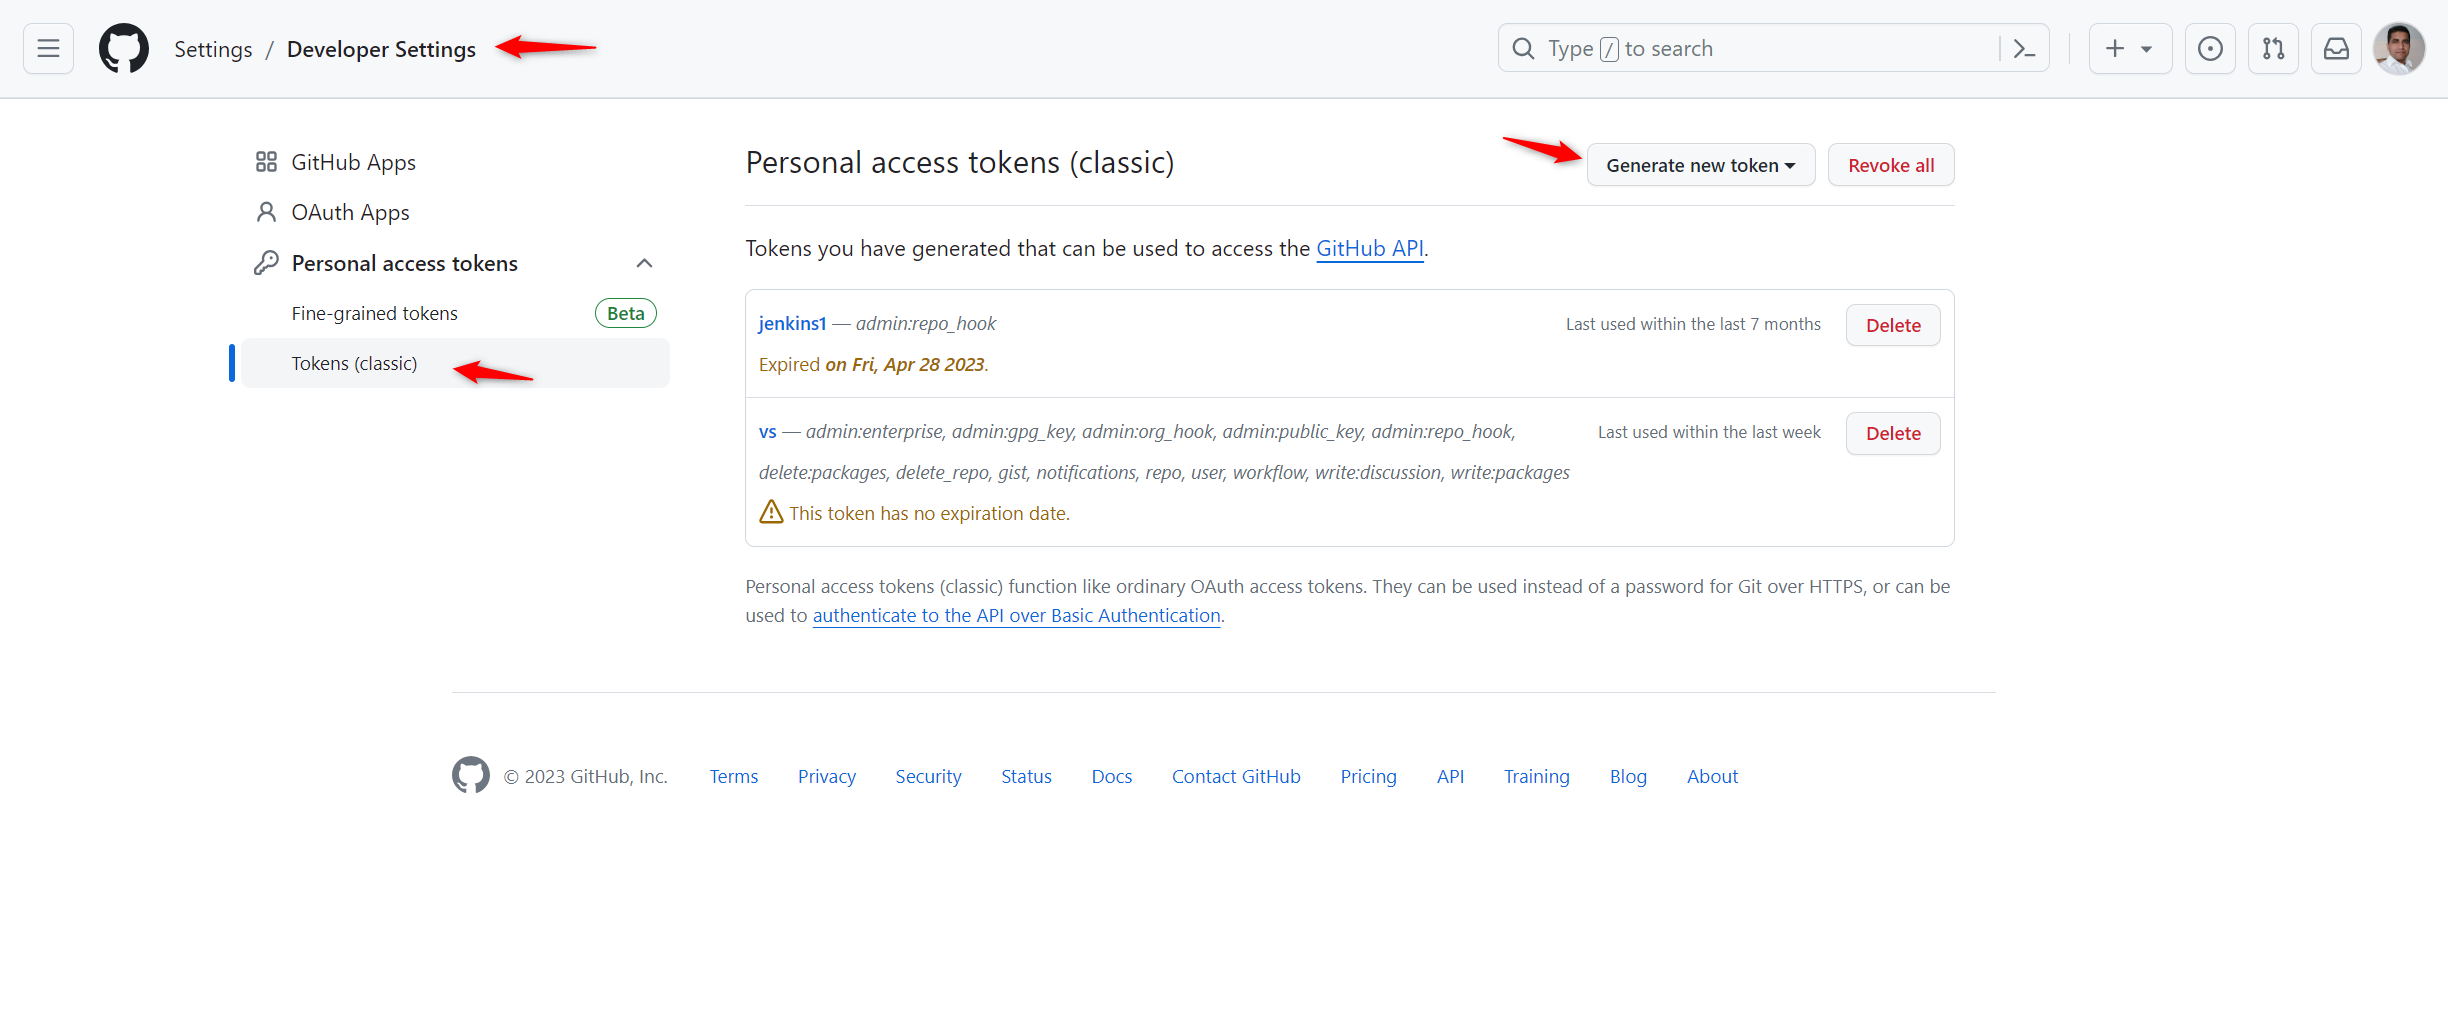 Settings / Developer Settings
Type / to search
GitHub Apps
OAuth Apps
Personal access tokens
Fine-grained tokens Beta
Tokens (classic)
Personal access tokens (classic)
Generate new token
Revoke all
Tokens you have generated that can be used to access the GitHub API.
jenkins1 — admin:repo_hook
Last used within the last 7 months
Delete
Expired on Fri, Apr 28 2023.
vs — admin:enterprise, admin:gpg_key, admin:org_hook, admin:public_key, admin:repo_hook,
delete:packages, delete_repo, gist, notifications, repo, user, workflow, write:discussion, write:packages
Last used within the last week
Delete
This token has no expiration date.
Personal access tokens (classic) function like ordinary OAuth access tokens. They can be used instead of a password for Git over HTTPS, or can be
used to authenticate to the API over Basic Authentication.
© 2023 GitHub, Inc. Terms Privacy Security Status Docs Contact GitHub Pricing API Training Blog About